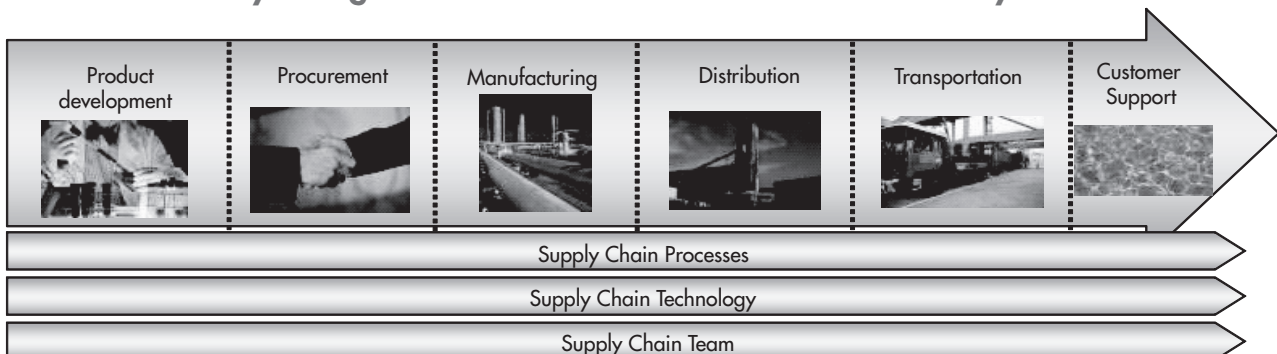 Product
development
Procurement
Manufacturing
Distribution
Transportation
Customer
Support
Supply Chain Processes
Supply Chain Technology
Supply Chain Team